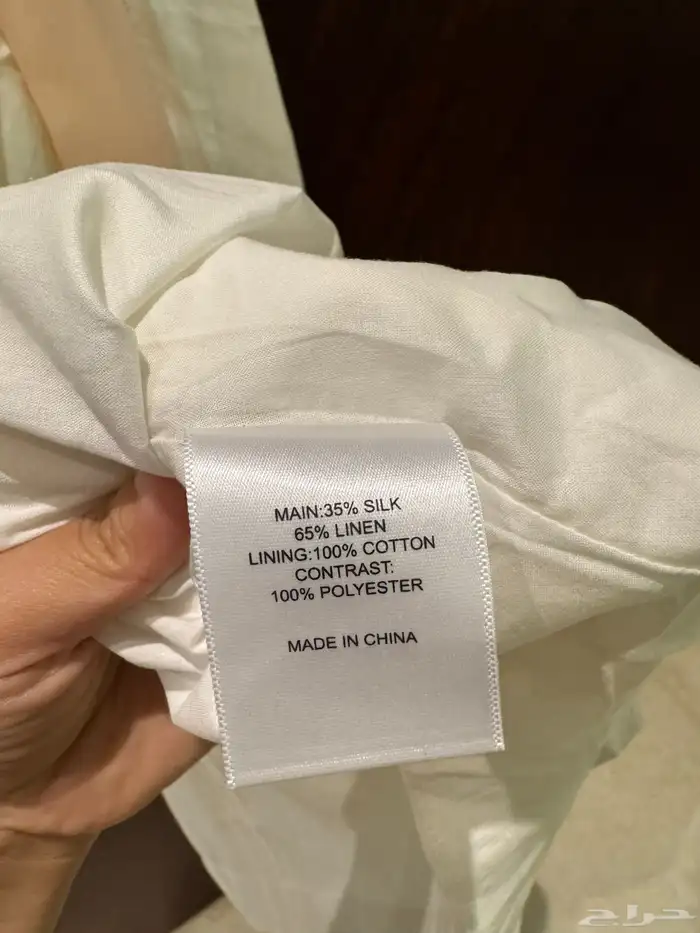 MAIN:35% SILK
65% LINEN
LINING:100% COTTON
CONTRAST:
100% POLYESTER
MADE IN CHINA
حراج